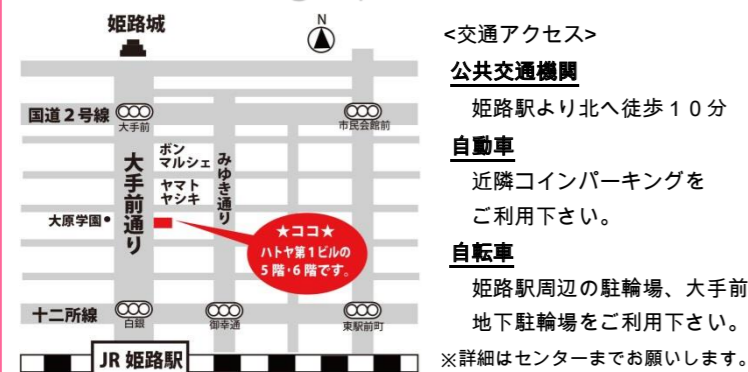 姫路城
N
国道2号線
大手前
市民会館前
ボン
マルシェ
ヤマト
ヤシキ
みゆき通り
大手前通り
大原学園
★ココ★
ハトヤ第1ビルの
5階・6階です。
十二所線
白銀
御幸通
東駅前町
JR 姫路駅
<交通アクセス>
公共交通機関
姫路駅より北へ徒歩10分
自動車
近隣コインパーキングを
ご利用下さい。
自転車
姫路駅周辺の駐輪場、大手前
地下駐輪場をご利用下さい。
※詳細はセンターまでお願いします。